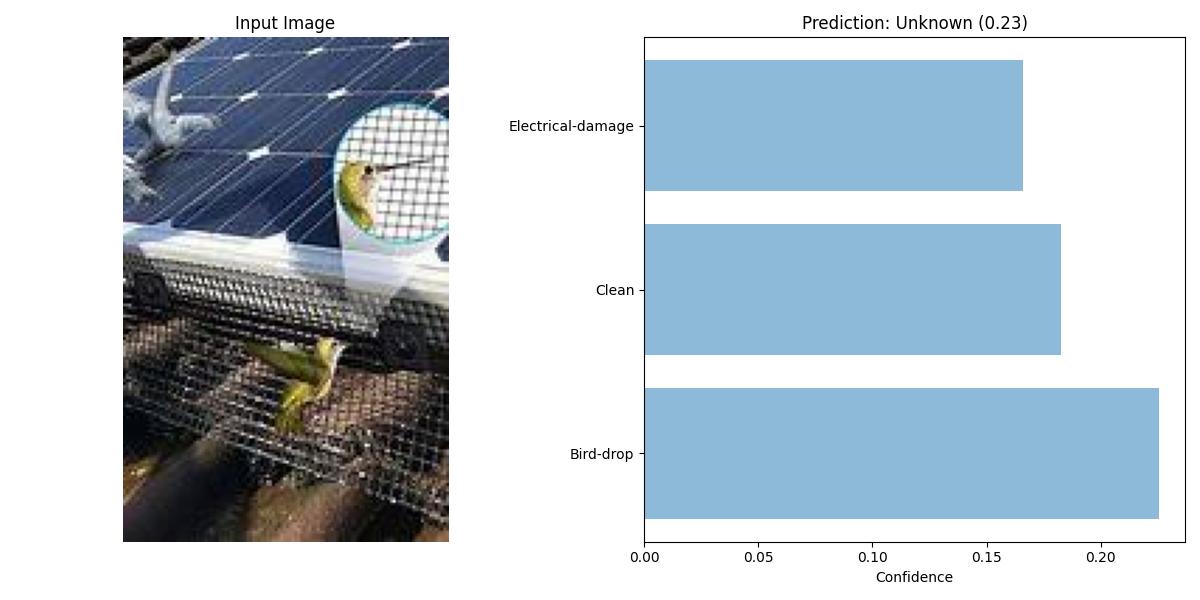 Input Image
Prediction: Unknown (0.23)
Electrical-damage
Clean
Bird-drop
0.00 0.05 0.10 0.15 0.20
Confidence